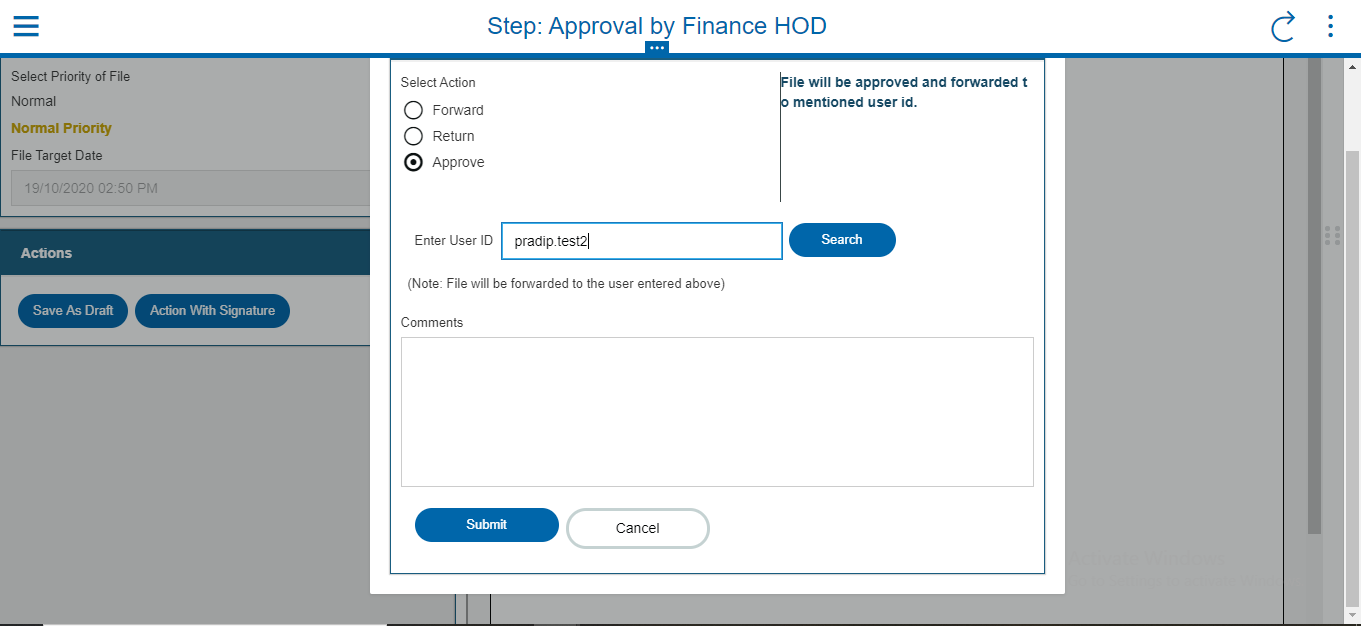 Step: Approval by Finance HOD
Select Priority of File
Normal
Normal Priority
File Target Date
19/10/2020 02:50 PM
Actions
Save As Draft
Action With Signature
Select Action
Forward
Return
Approve
File will be approved and forwarded t
o mentioned user id.
Enter User ID
pradip.test2
Search
(Note: File will be forwarded to the user entered above)
Comments
Submit
Cancel